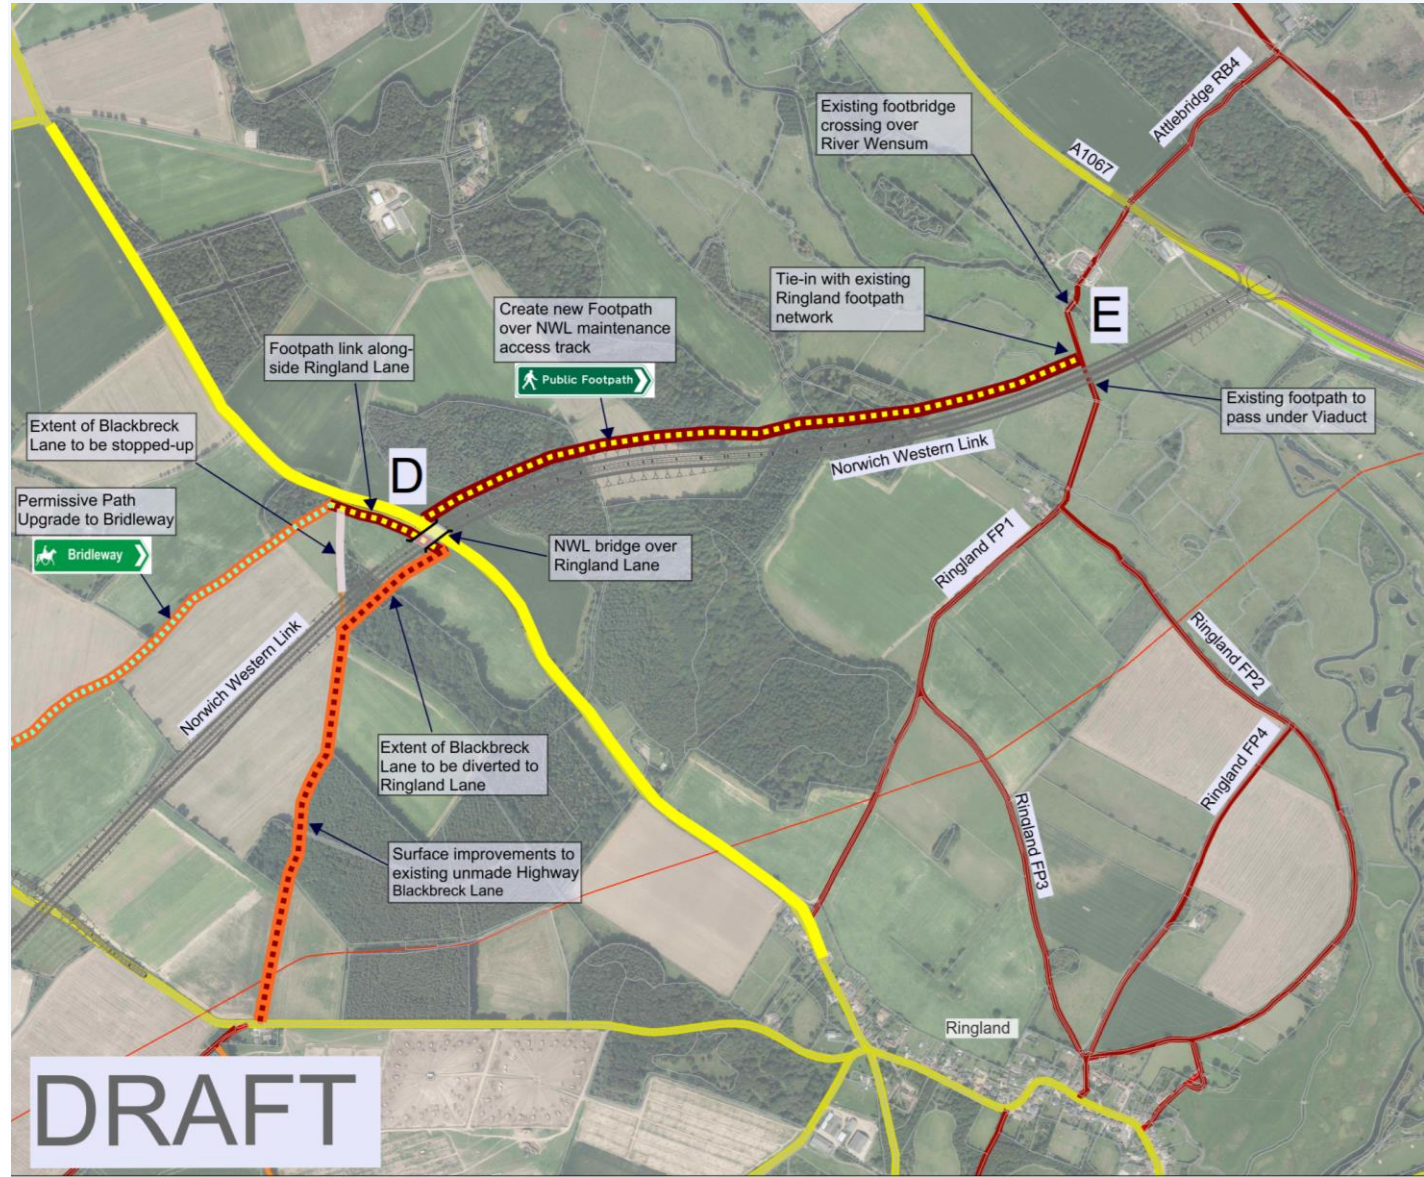 Attlebridge RB4
Existing footbridge
crossing over
River Wensum
A1067
Tie-in with existing
Ringland footpath
network
E
Create new Footpath
over NWL maintenance
access track
Public Footpath
Footpath link along-
side Ringland Lane
Existing footpath to
pass under Viaduct
Extent of Blackbreck
Lane to be stopped-up
D
Norwich Western Link
Permissive Path
Upgrade to Bridleway
Bridleway
NWL bridge over
Ringland Lane
Ringland FP1
Ringland FP2
Norwich Western Link
Extent of Blackbreck
Lane to be diverted to
Ringland Lane
Ringland FP4
Ringland FP3
Surface improvements to
existing unmade Highway
Blackbreck Lane
Ringland
DRAFT